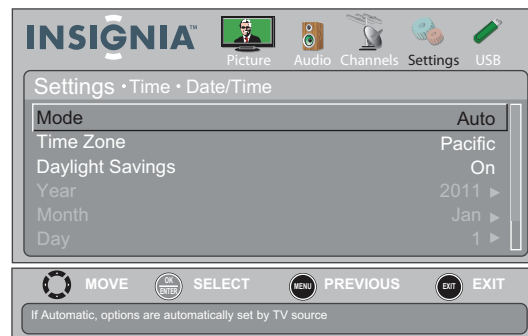 INSIGNIA™
Picture Audio Channels Settings USB
Settings • Time • Date/Time
Mode Auto
Time Zone Pacific
Daylight Savings On
Year 2011 ▶
Month Jan ▶
Day 1 ▶
MOVE OK ENTER SELECT MENU PREVIOUS EXIT EXIT
If Automatic, options are automatically set by TV source